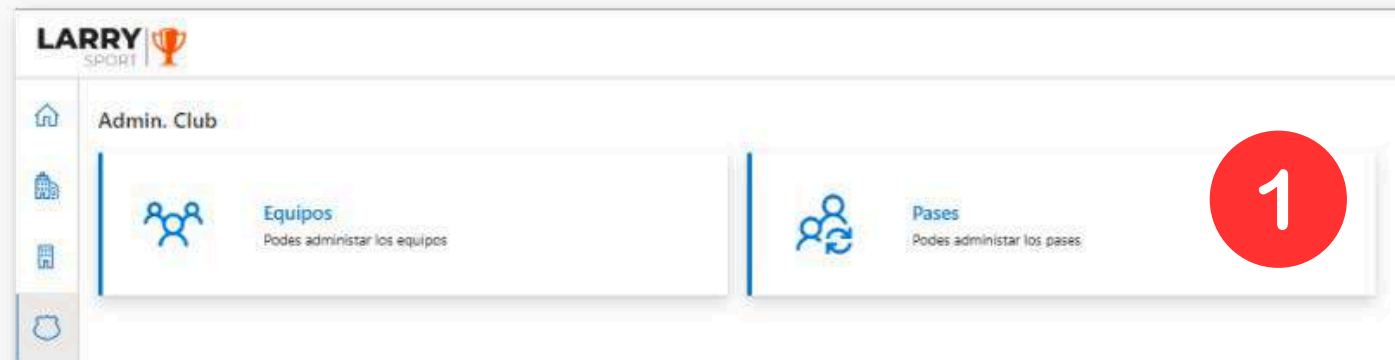 LARRY
SPORT
Admin. Club
Equipos
Podes administar los equipos
Pases
Podes administar los pases
1